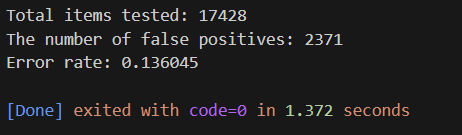 Total items tested: 17428
The number of false positives: 2371
Error rate: 0.136045
[Done] exited with code=0 in 1.372 seconds